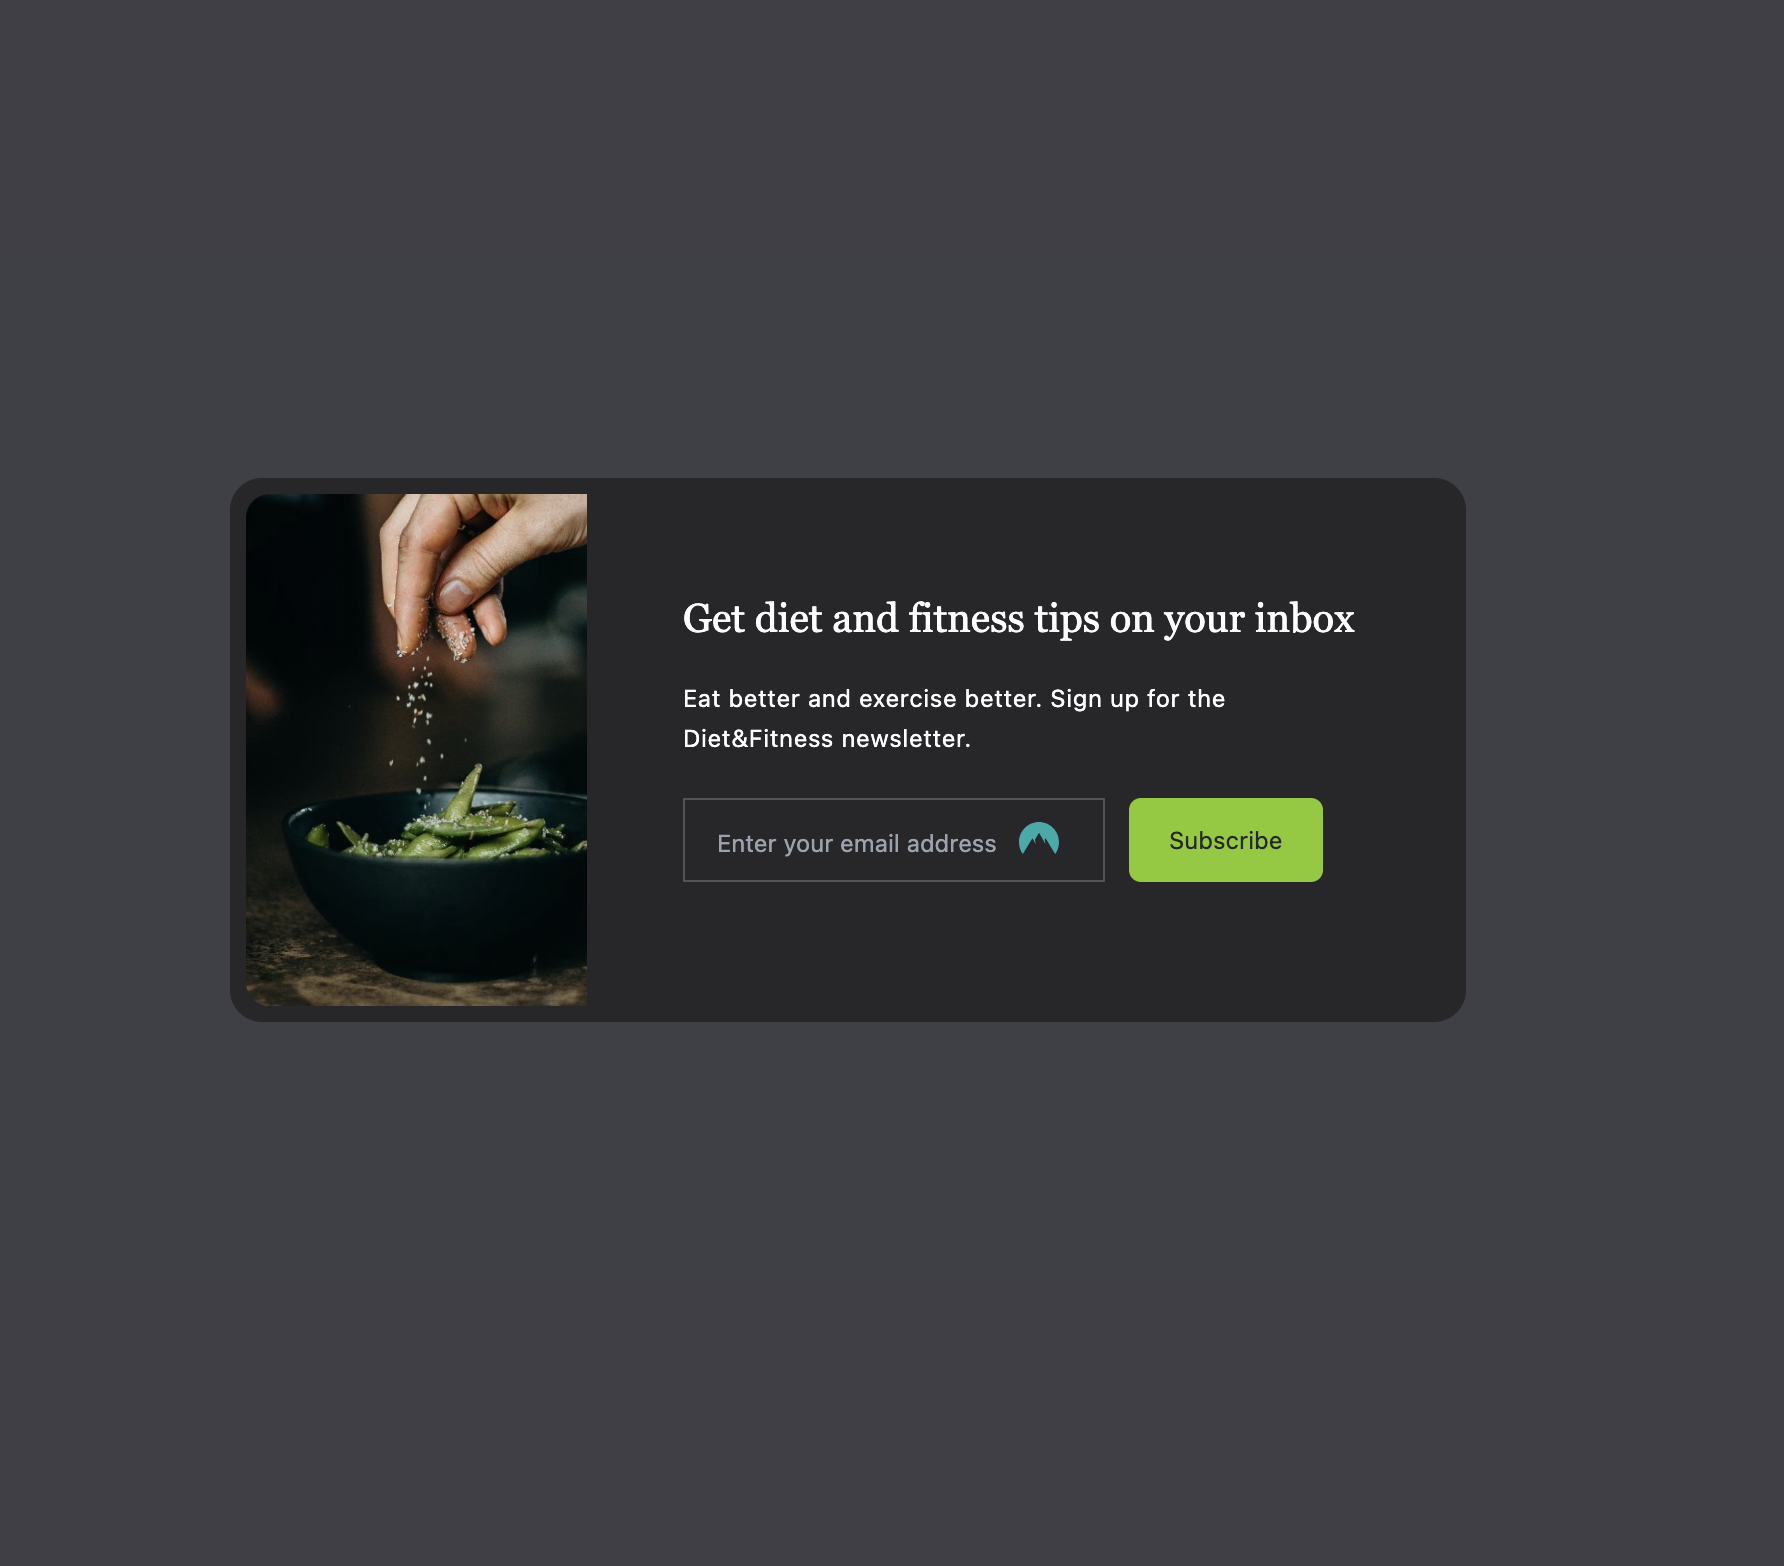 Get diet and fitness tips on your inbox
Eat better and exercise better. Sign up for the
Diet&Fitness newsletter.
Enter your email address
Subscribe